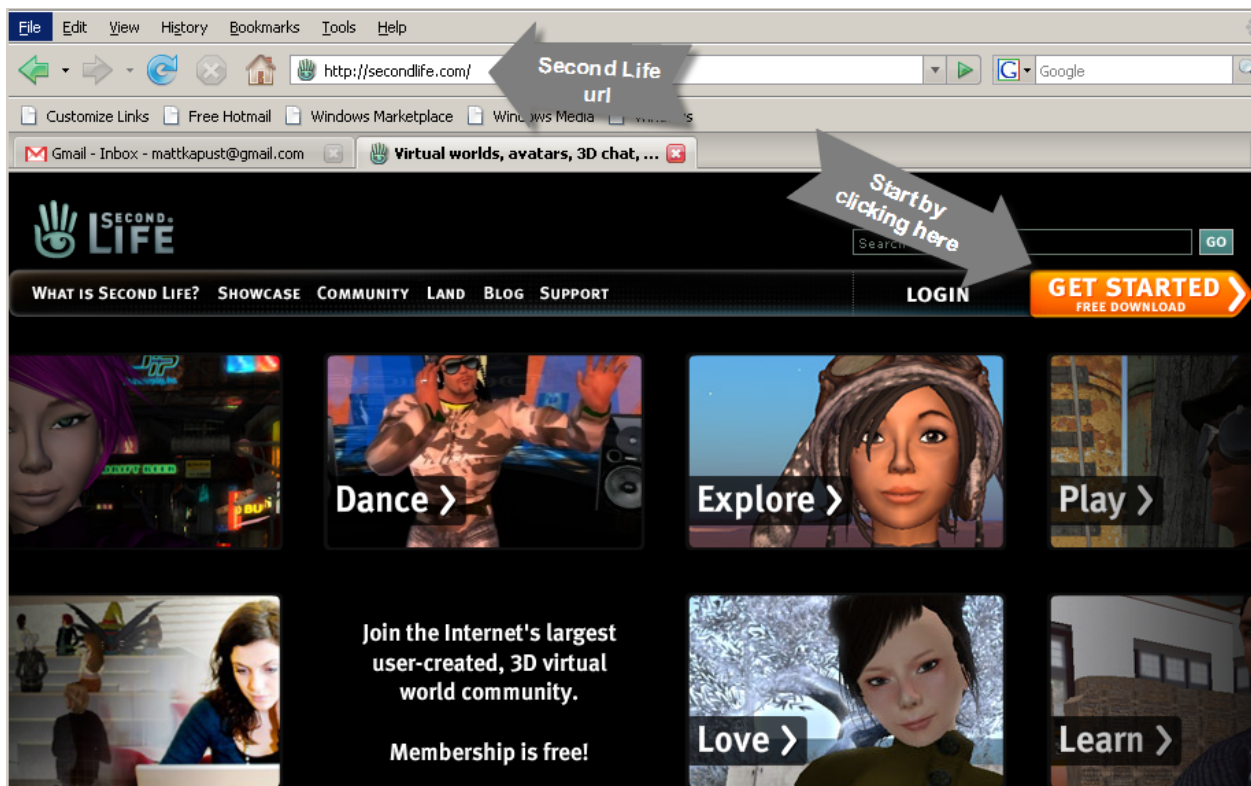 File Edit View History Bookmarks Tools Help
http://secondlife.com/
Second Life
url
Google
Customize Links Free Hotmail Windows Marketplace Windows Media
Gmail - Inbox - mattkapust@gmail.com
Virtual worlds, avatars, 3D chat, ...
Start by
clicking here
SECOND
LIFE
Search
GO
WHAT IS SECOND LIFE? SHOWCASE COMMUNITY LAND BLOG SUPPORT
LOGIN
GET STARTED
FREE DOWNLOAD
Dance >
Explore >
Play >
Join the Internet's largest
user-created, 3D virtual
world community.
Membership is free!
Love >
Learn >